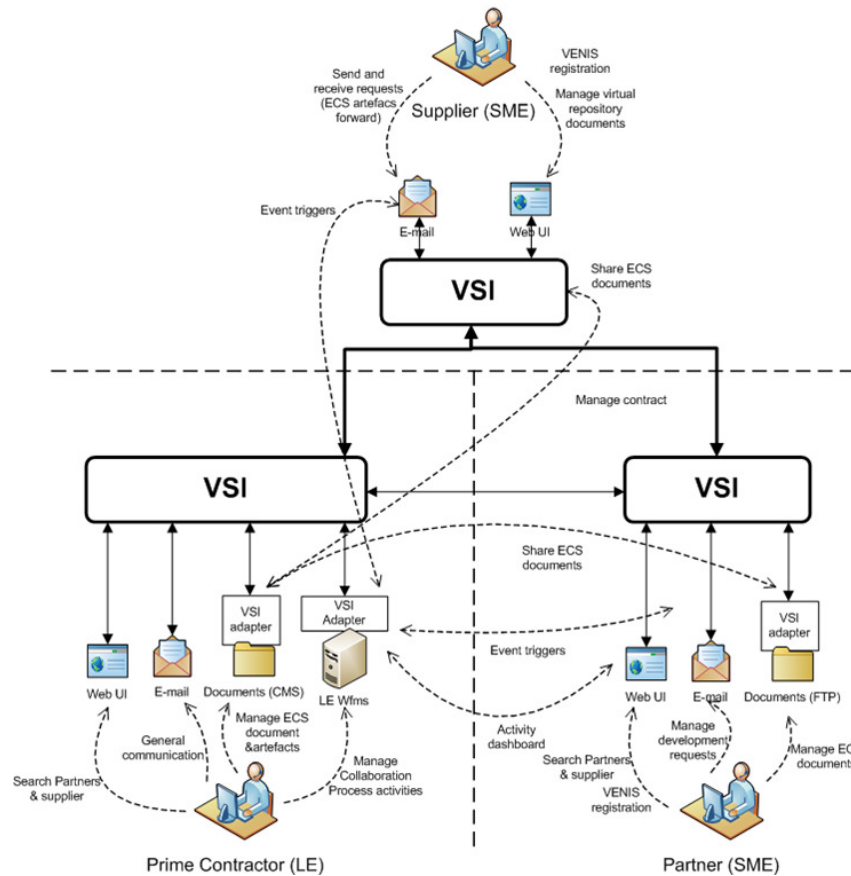 Send and
receive requests
(ECS artefacs
forward)
VENIS
registration
Manage virtual
repository
documents
Supplier (SME)
Event triggers
E-mail
Web UI
Share ECS
documents
VSI
Manage contract
VSI
VSI
Share ECS
documents
VSI
adapter
VSI
Adapter
VSI
adapter
Event triggers
Web UI
E-mail
Documents (CMS)
LE Wfms
Web UI
E-mail
Documents (FTP)
General
communication
Manage ECS
document
&artefacts
Activity
dashboard
Manage
development
requests
Manage EC
documents
Search Partners
& supplier
Manage
Collaboration
Process activities
Search Partners
& supplier
VENIS
registration
Prime Contractor (LE)
Partner (SME)